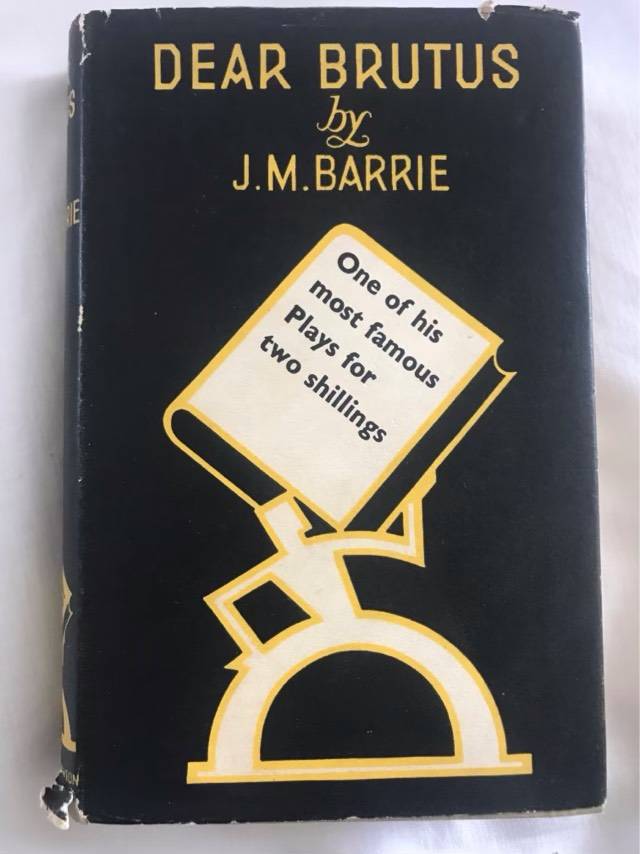 DEAR BRUTUS
by
J.M.BARRIE
One of his
most famous
Plays for
two shillings